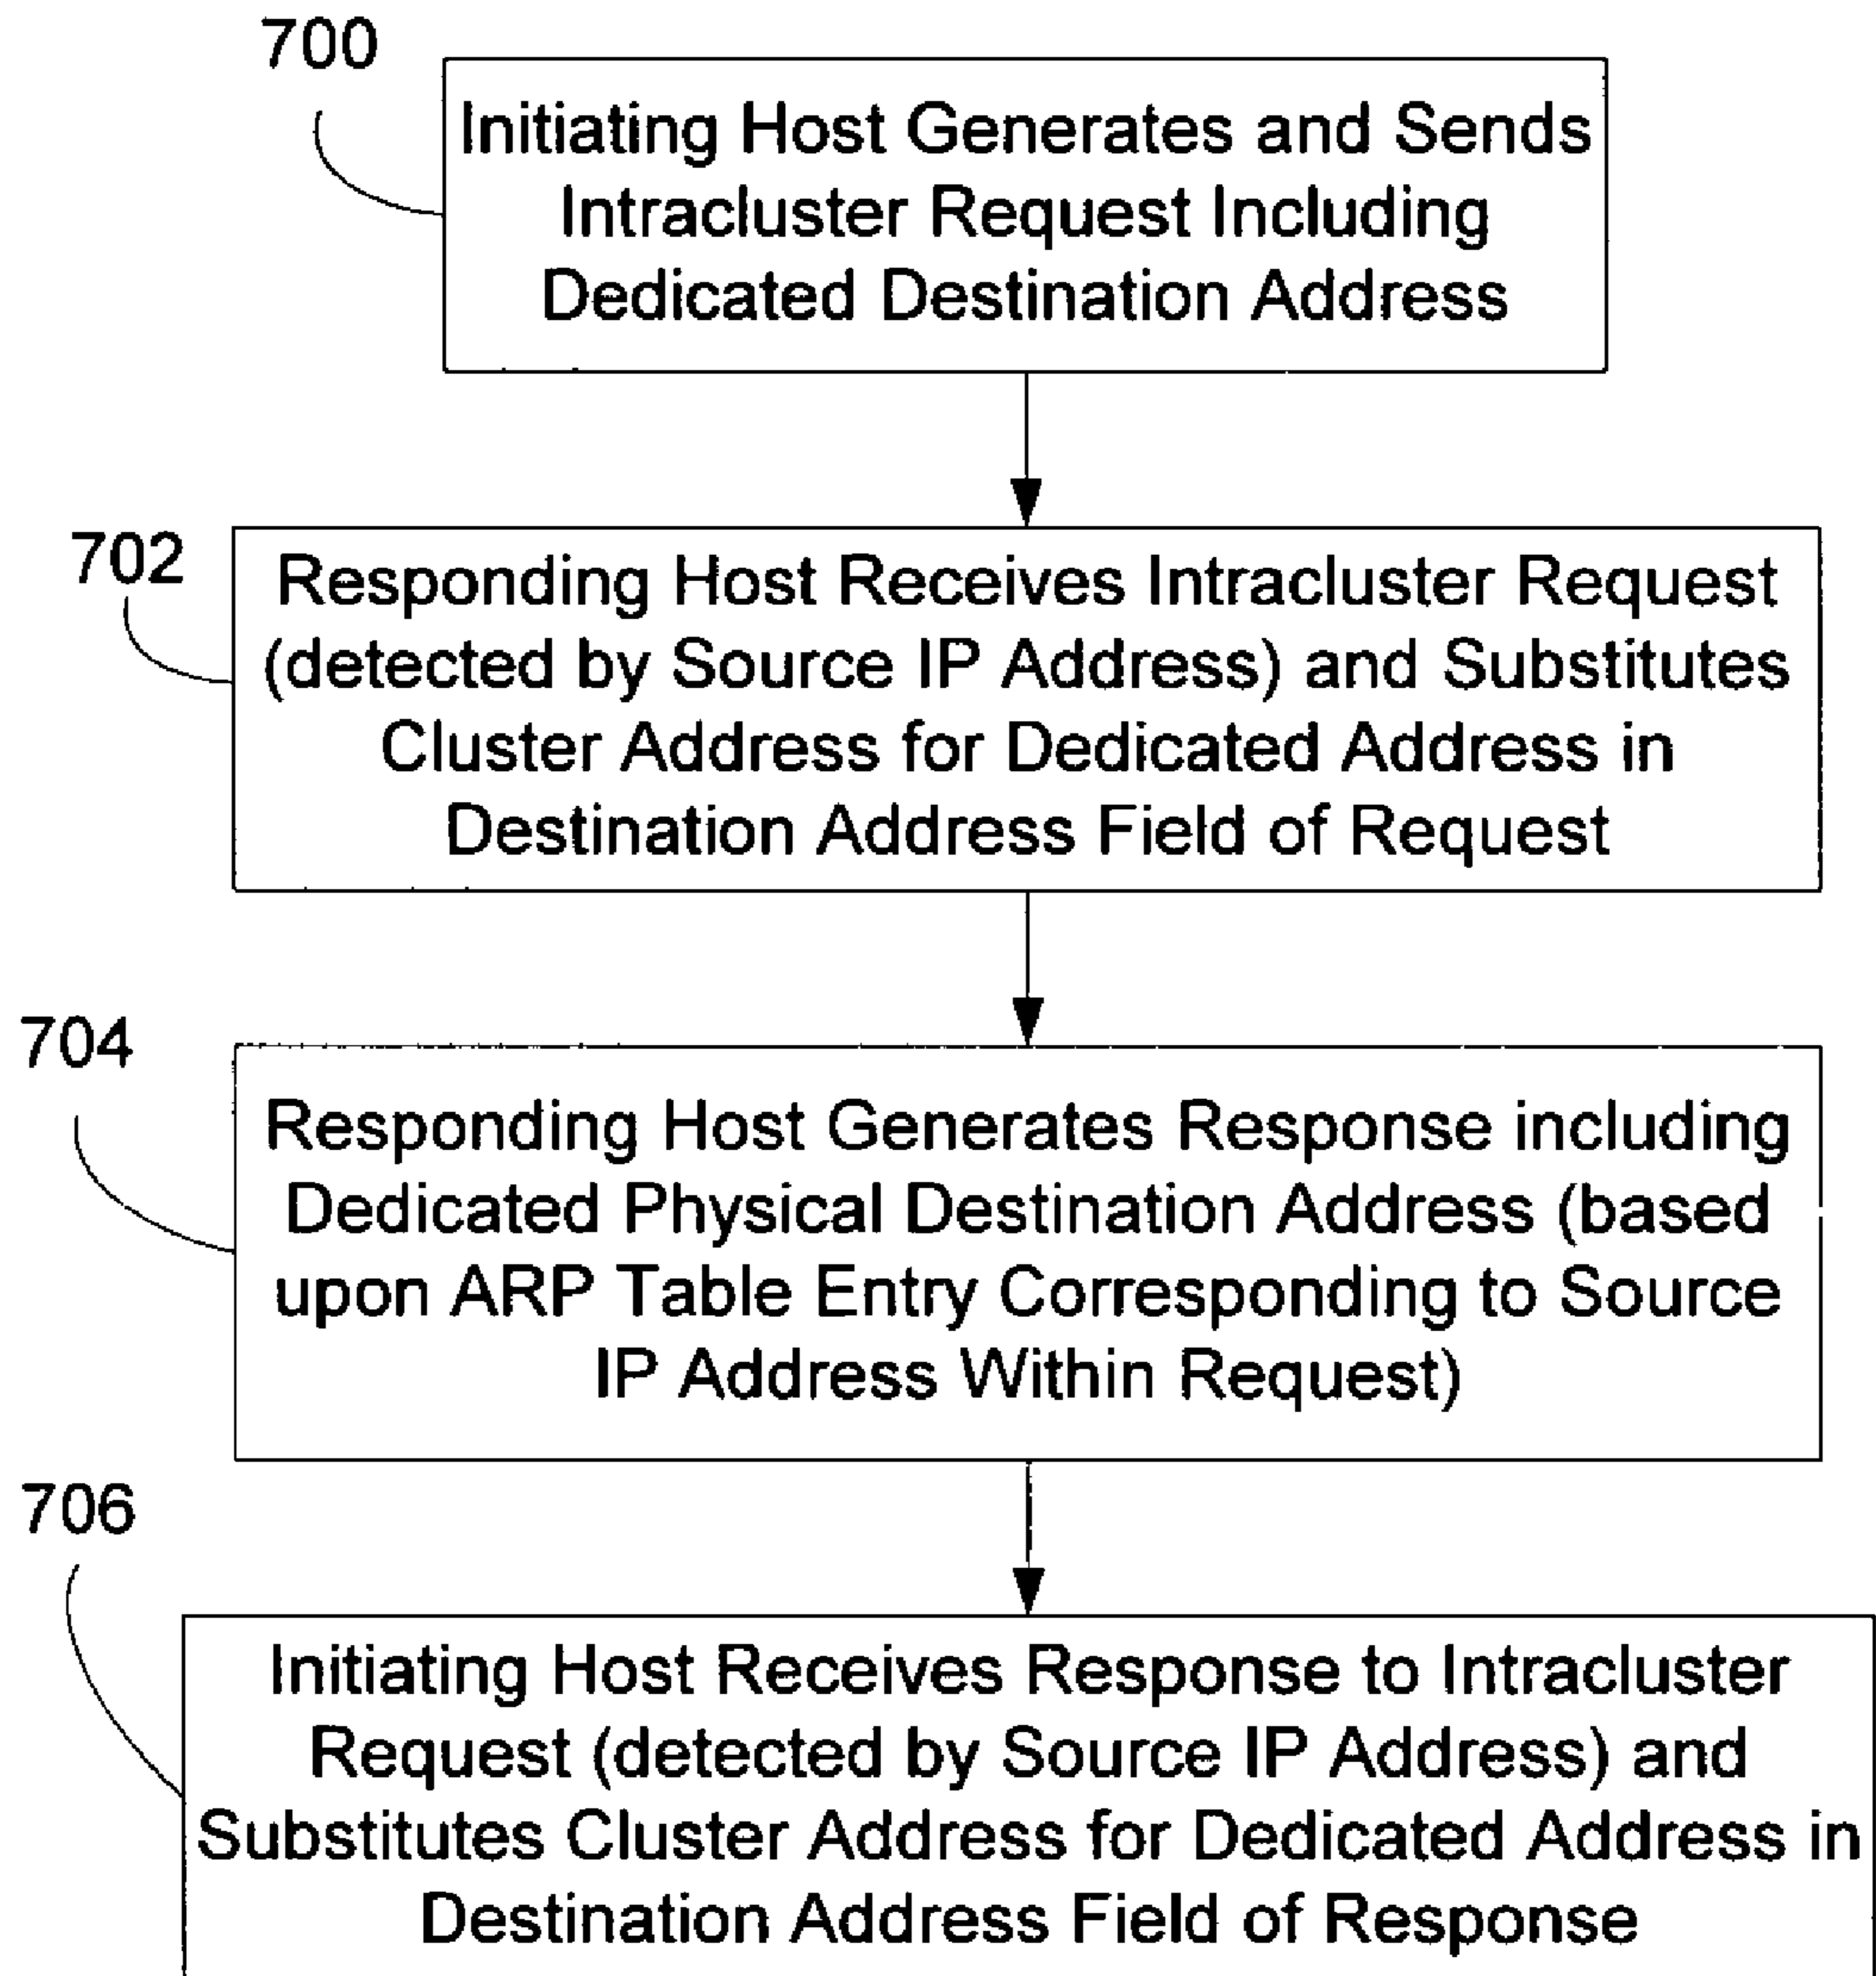 700
Initiating Host Generates and Sends
Intracluster Request Including
Dedicated Destination Address
702
Responding Host Receives Intracluster Request
(detected by Source IP Address) and Substitutes
Cluster Address for Dedicated Address in
Destination Address Field of Request
704
Responding Host Generates Response including
Dedicated Physical Destination Address (based
upon ARP Table Entry Corresponding to Source
IP Address Within Request)
706
Initiating Host Receives Response to Intracluster
Request (detected by Source IP Address) and
Substitutes Cluster Address for Dedicated Address in
Destination Address Field of Response